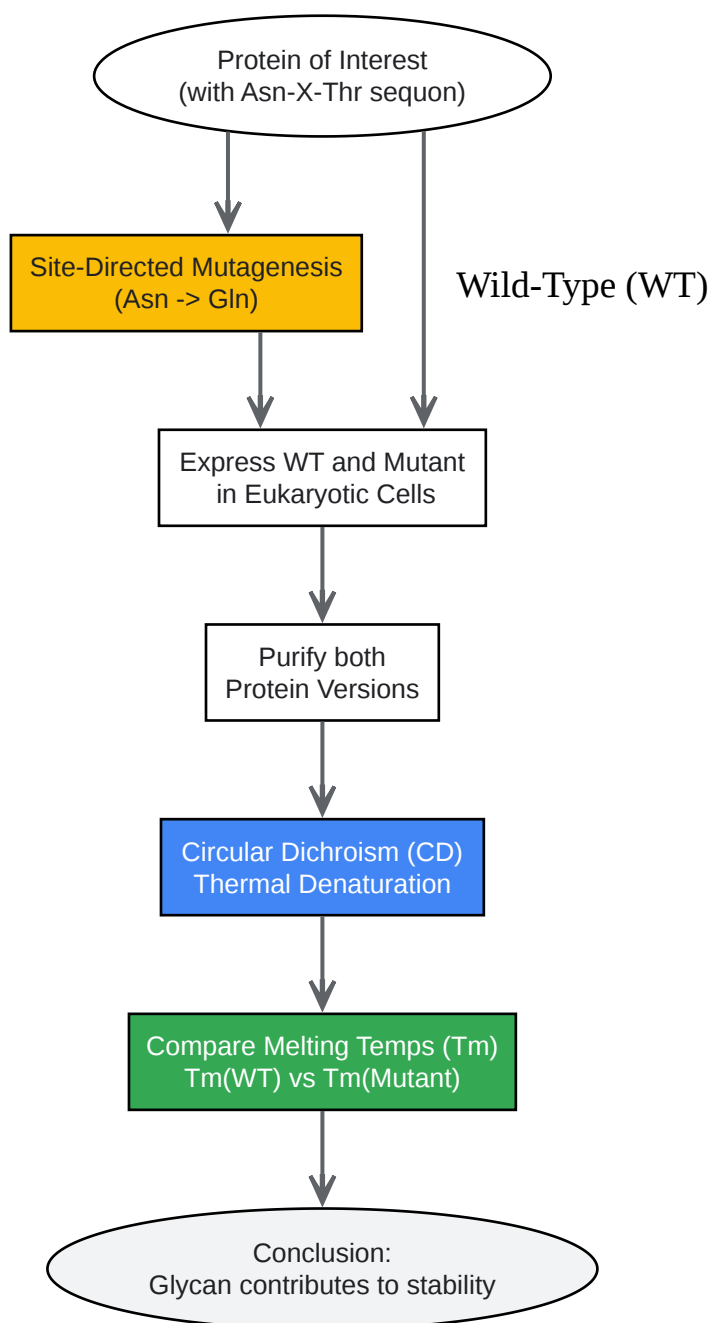 Protein of Interest
(with Asn-X-Thr sequon)
Site-Directed Mutagenesis
(Asn -> Gln)
Wild-Type (WT)
Express WT and Mutant
in Eukaryotic Cells
Purify both
Protein Versions
Circular Dichroism (CD)
Thermal Denaturation
Compare Melting Temps (Tm)
Tm(WT) vs Tm(Mutant)
Conclusion:
Glycan contributes to stability